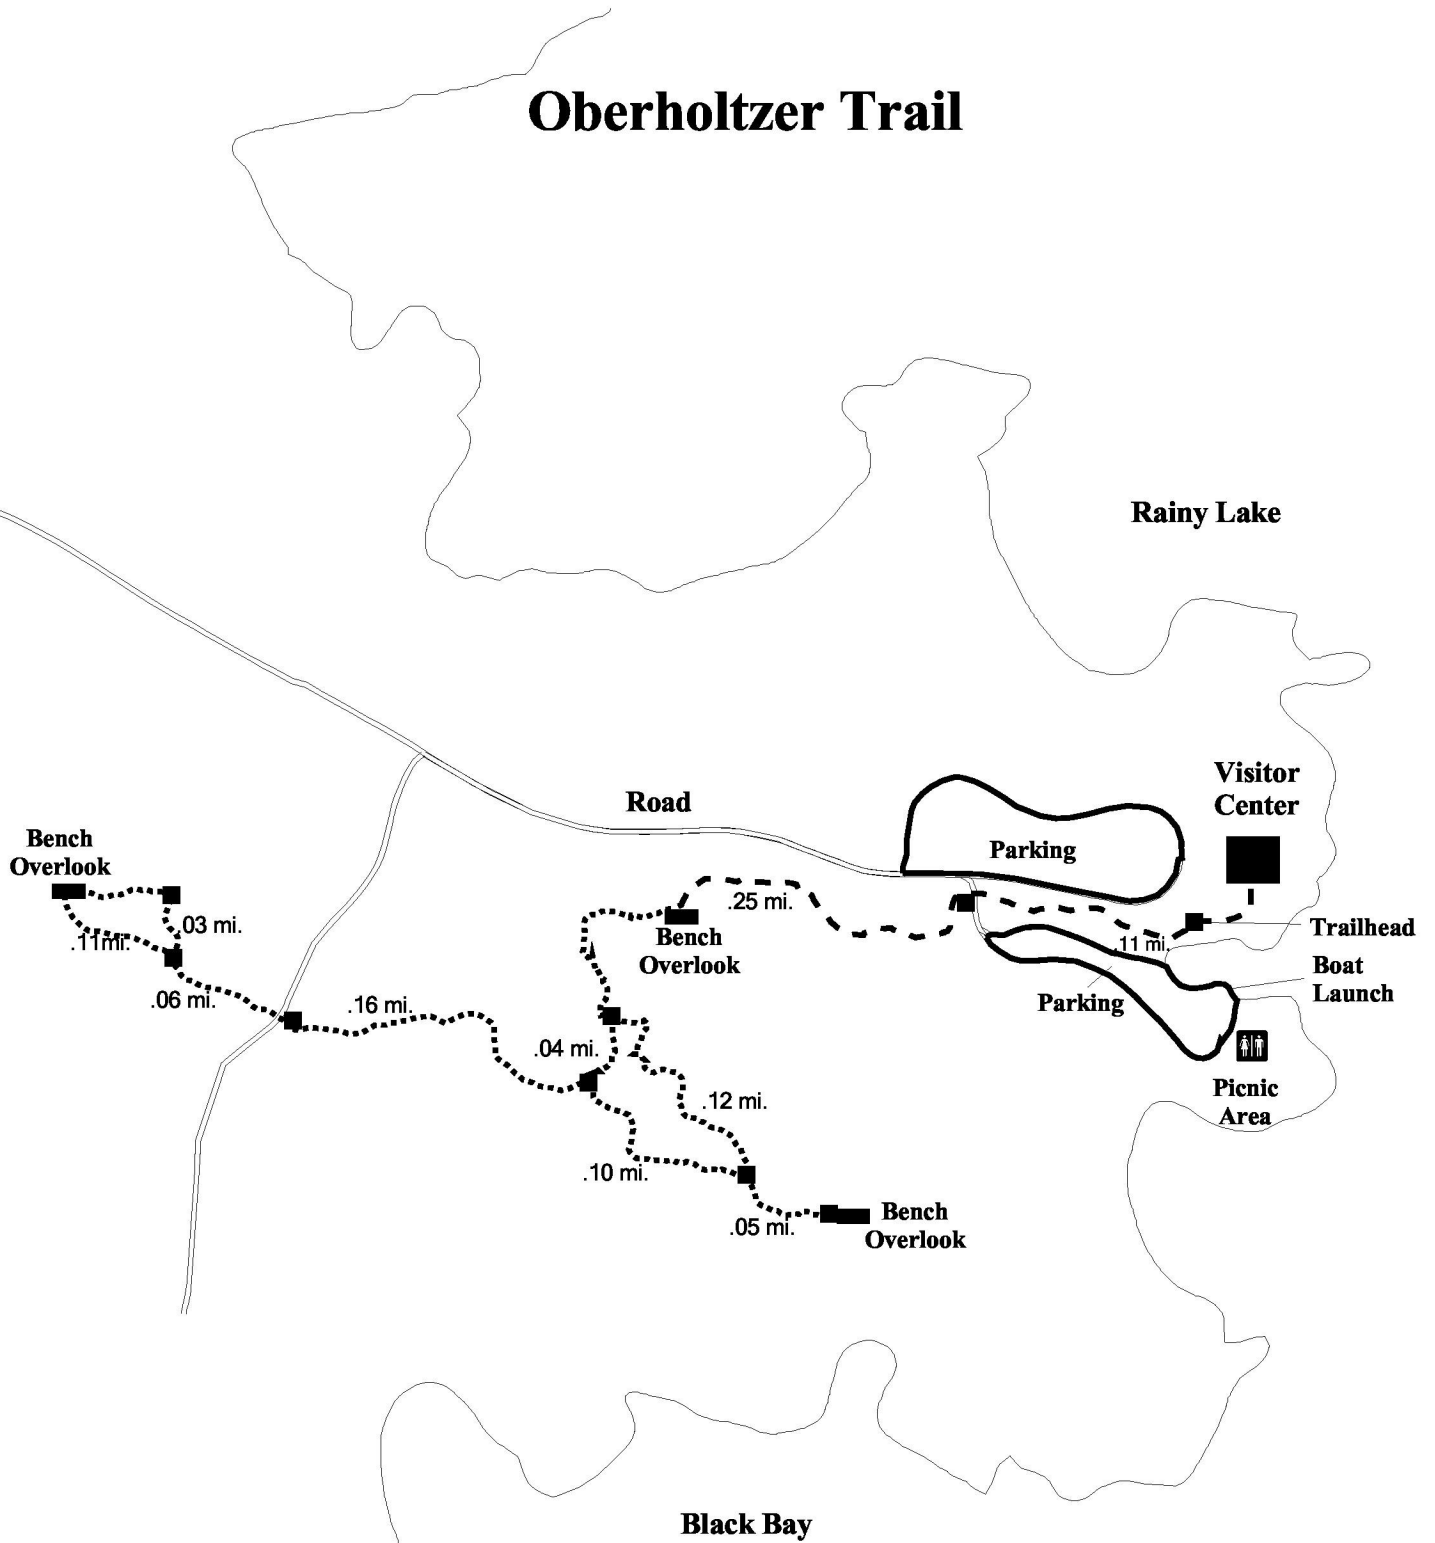 Oberholtzer Trail
Rainy Lake
Visitor
Center
Road
Bench
Overlook
Parking
.25 mi.
.03 mi.
.11mi.
Bench
Overlook
.11 mi.
Trailhead
Boat
Launch
.06 mi.
.16 mi.
Parking
.04 mi.
.12 mi.
Picnic
Area
.10 mi.
.05 mi.
Bench
Overlook
Black Bay